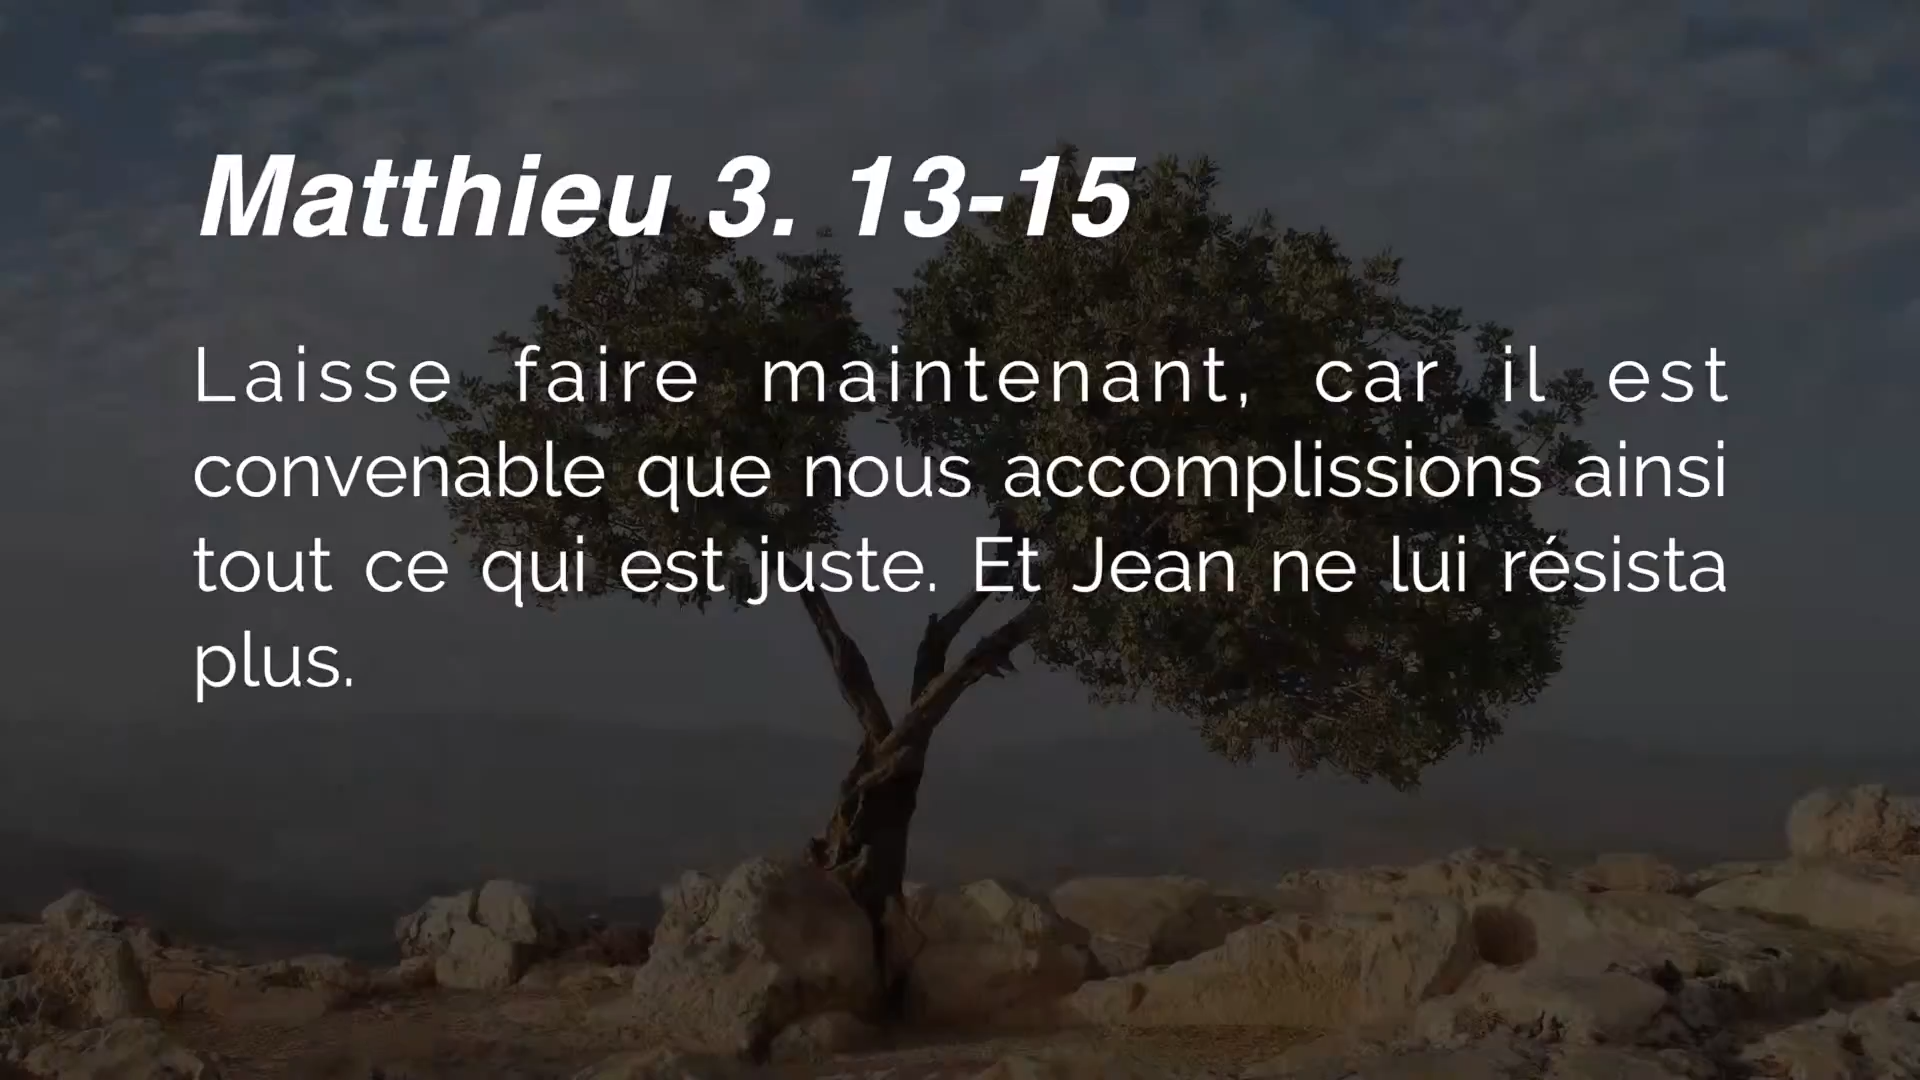 Matthieu 3. 13-15
Laisse faire maintenant, car il est
convenable que nous accomplissions ainsi
tout ce qui est juste. Et Jean ne lui résista
plus.